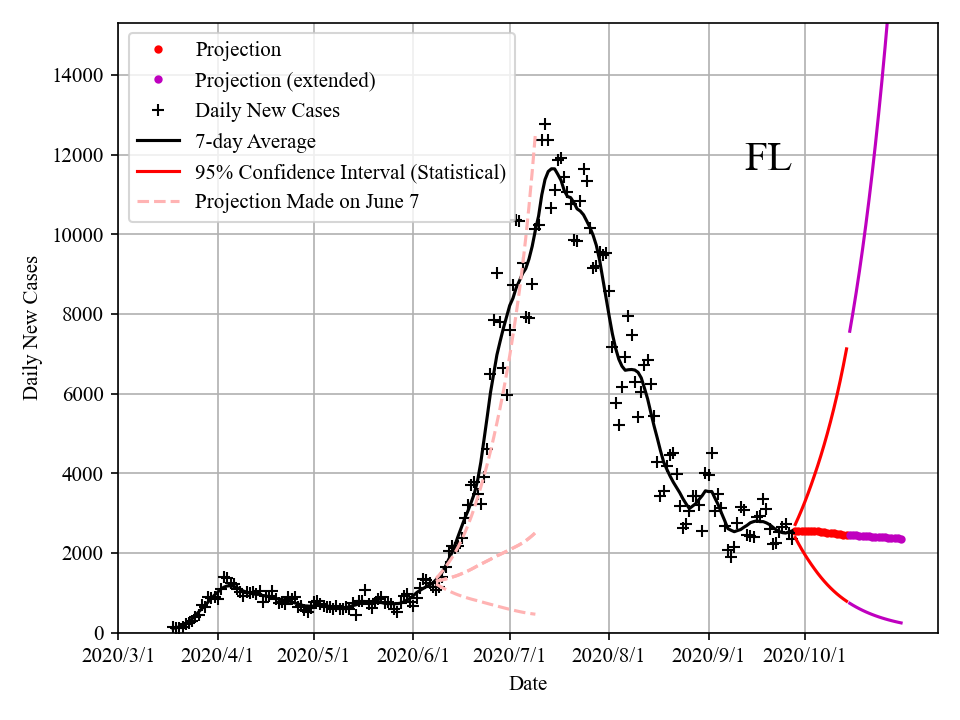 Projection
Projection (extended)
Daily New Cases
7-day Average
95% Confidence Interval (Statistical)
Projection Made on June 7
FL
14000
12000
10000
8000
6000
4000
2000
0
Daily New Cases
2020/3/1 2020/4/1 2020/5/1 2020/6/1 2020/7/1 2020/8/1 2020/9/1 2020/10/1
Date